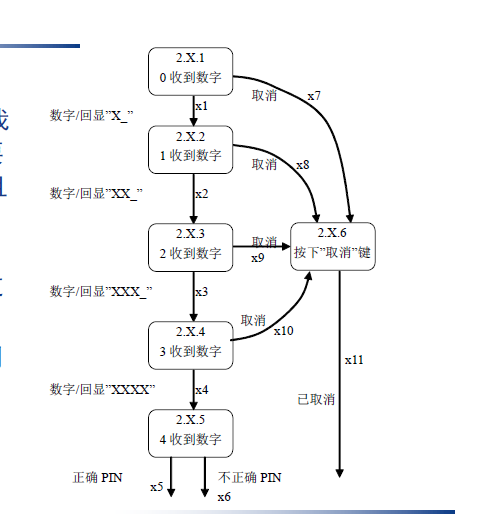 2.X.1
0 收到数字
取消
x7
x1
数字/回显”X_”
2.X.2
1 收到数字
取消
x8
数字/回显”XX_”
x2
2.X.3
2 收到数字
取消
x9
2.X.6
按下”取消”键
数字/回显”XXX_”
x3
取消
x10
2.X.4
3 收到数字
x11
数字/回显”XXXX”
x4
已取消
2.X.5
4 收到数字
正确 PIN
x5
不正确 PIN
x6